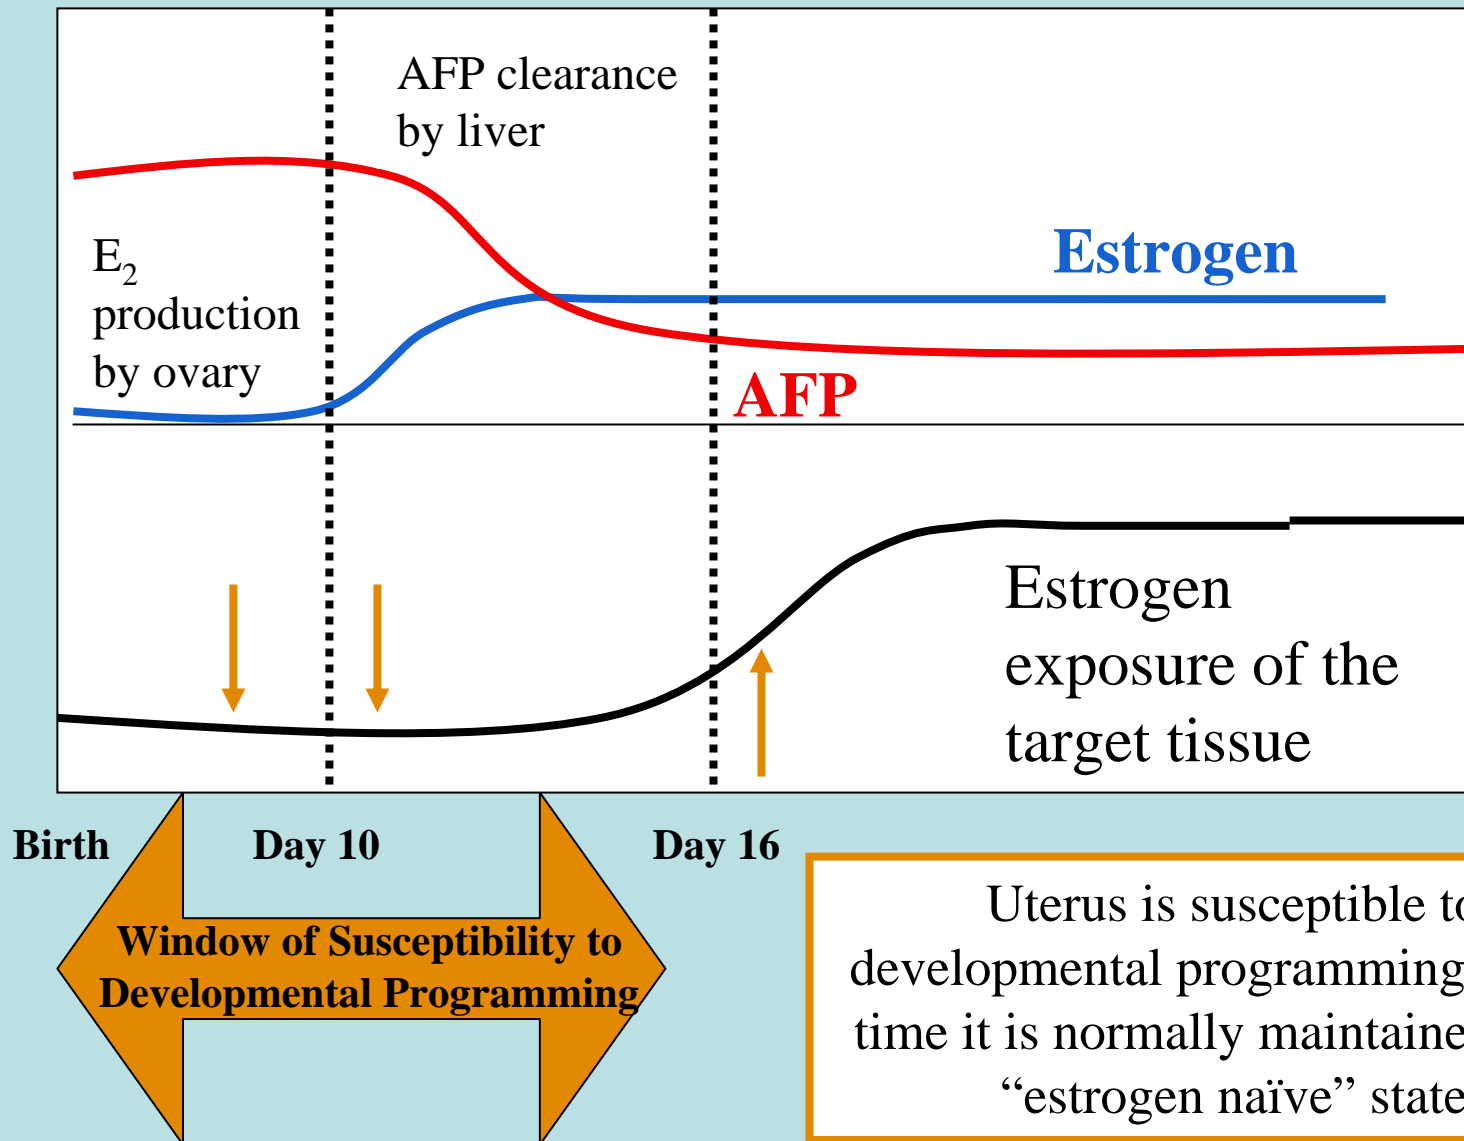 AFP clearance
by liver
E2
production
by ovary
Estrogen
AFP
Estrogen
exposure of the
target tissue
Birth
Day 10
Day 16
Window of Susceptibility to
Developmental Programming
Uterus is susceptible to
developmental programming
time it is normally
“estrogen naïve” state